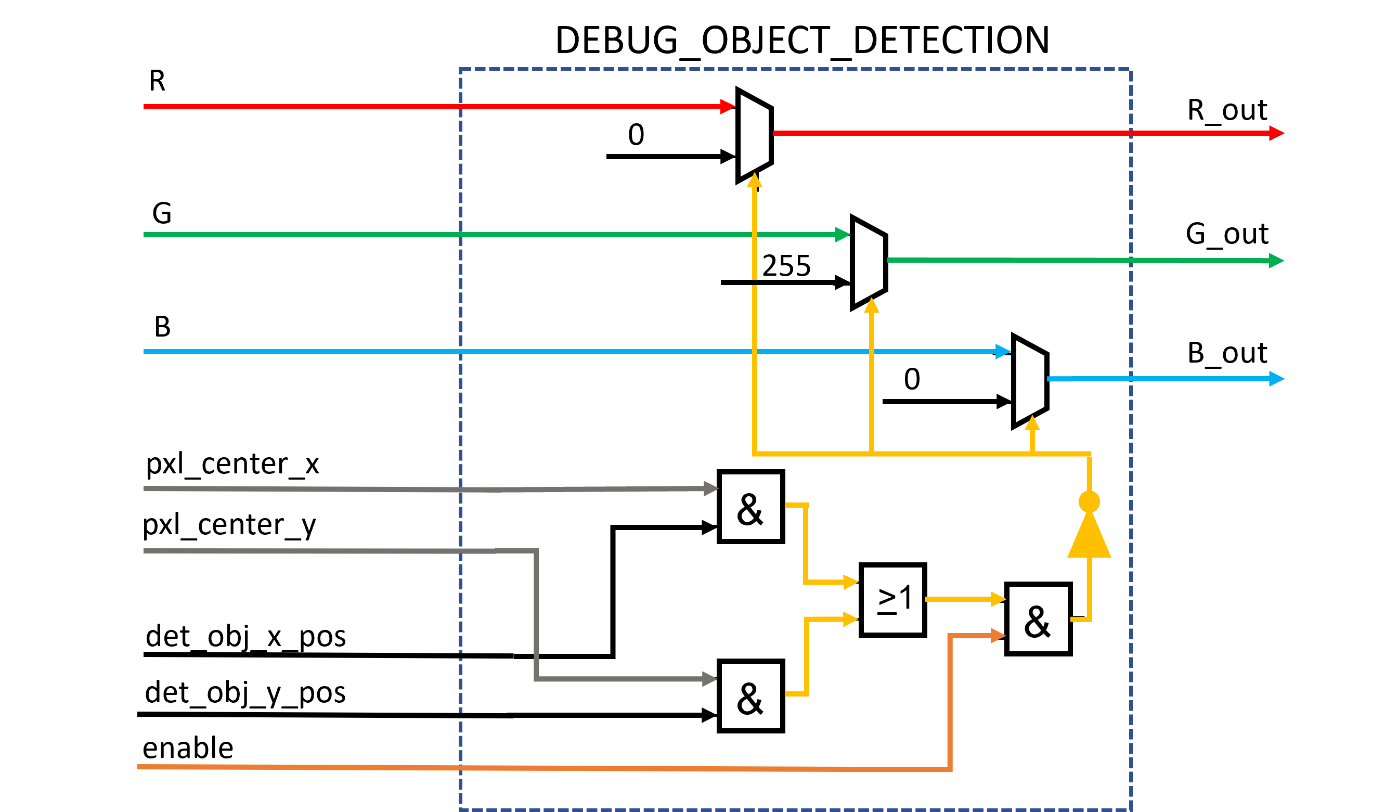 DEBUG_OBJECT_DETECTION
R
R_out
0
G
G_out
255
B
B_out
0
pxl_center_x
&
pxl_center_y
≥1
&
det_obj_x_pos
det_obj_y_pos
&
enable